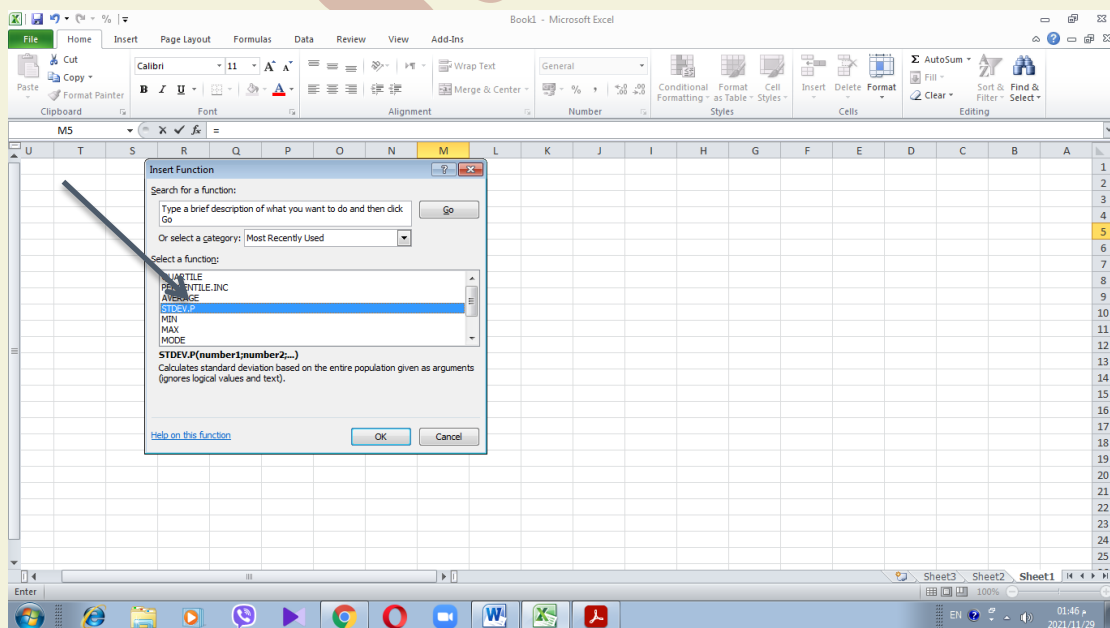 Book1 - Microsoft Excel
File Home Insert Page Layout Formulas Data Review View Add-Ins
Paste
Cut
Copy
Format Painter
Clipboard
Calibri 11
B I U
Font
Wrap Text
Merge & Center
Alignment
General
Number
Conditional Formatting
Format as Table
Cell Styles
Styles
Insert Delete Format
Cells
Σ AutoSum
Fill
Clear
Sort & Filter
Find & Select
Editing
M5 fx =
U T S R Q P O N M L K J I H G F E D C B A
1
2
3
4
5
6
7
8
9
10
11
12
13
14
15
16
17
18
19
20
21
22
23
24
25
Insert Function
Search for a function:
Type a brief description of what you want to do and then click
Go
Go
Or select a category: Most Recently Used
Select a function:
QUARTILE
PERCENTILE.INC
AVERAGE
STDEV.P
MIN
MAX
MODE
STDEV.P(number1;number2;...)
Calculates standard deviation based on the entire population given as arguments
(ignores logical values and text).
Help on this function
OK Cancel
Sheet3 Sheet2 Sheet1
Enter
100%
EN
01:46 م
2021/11/29